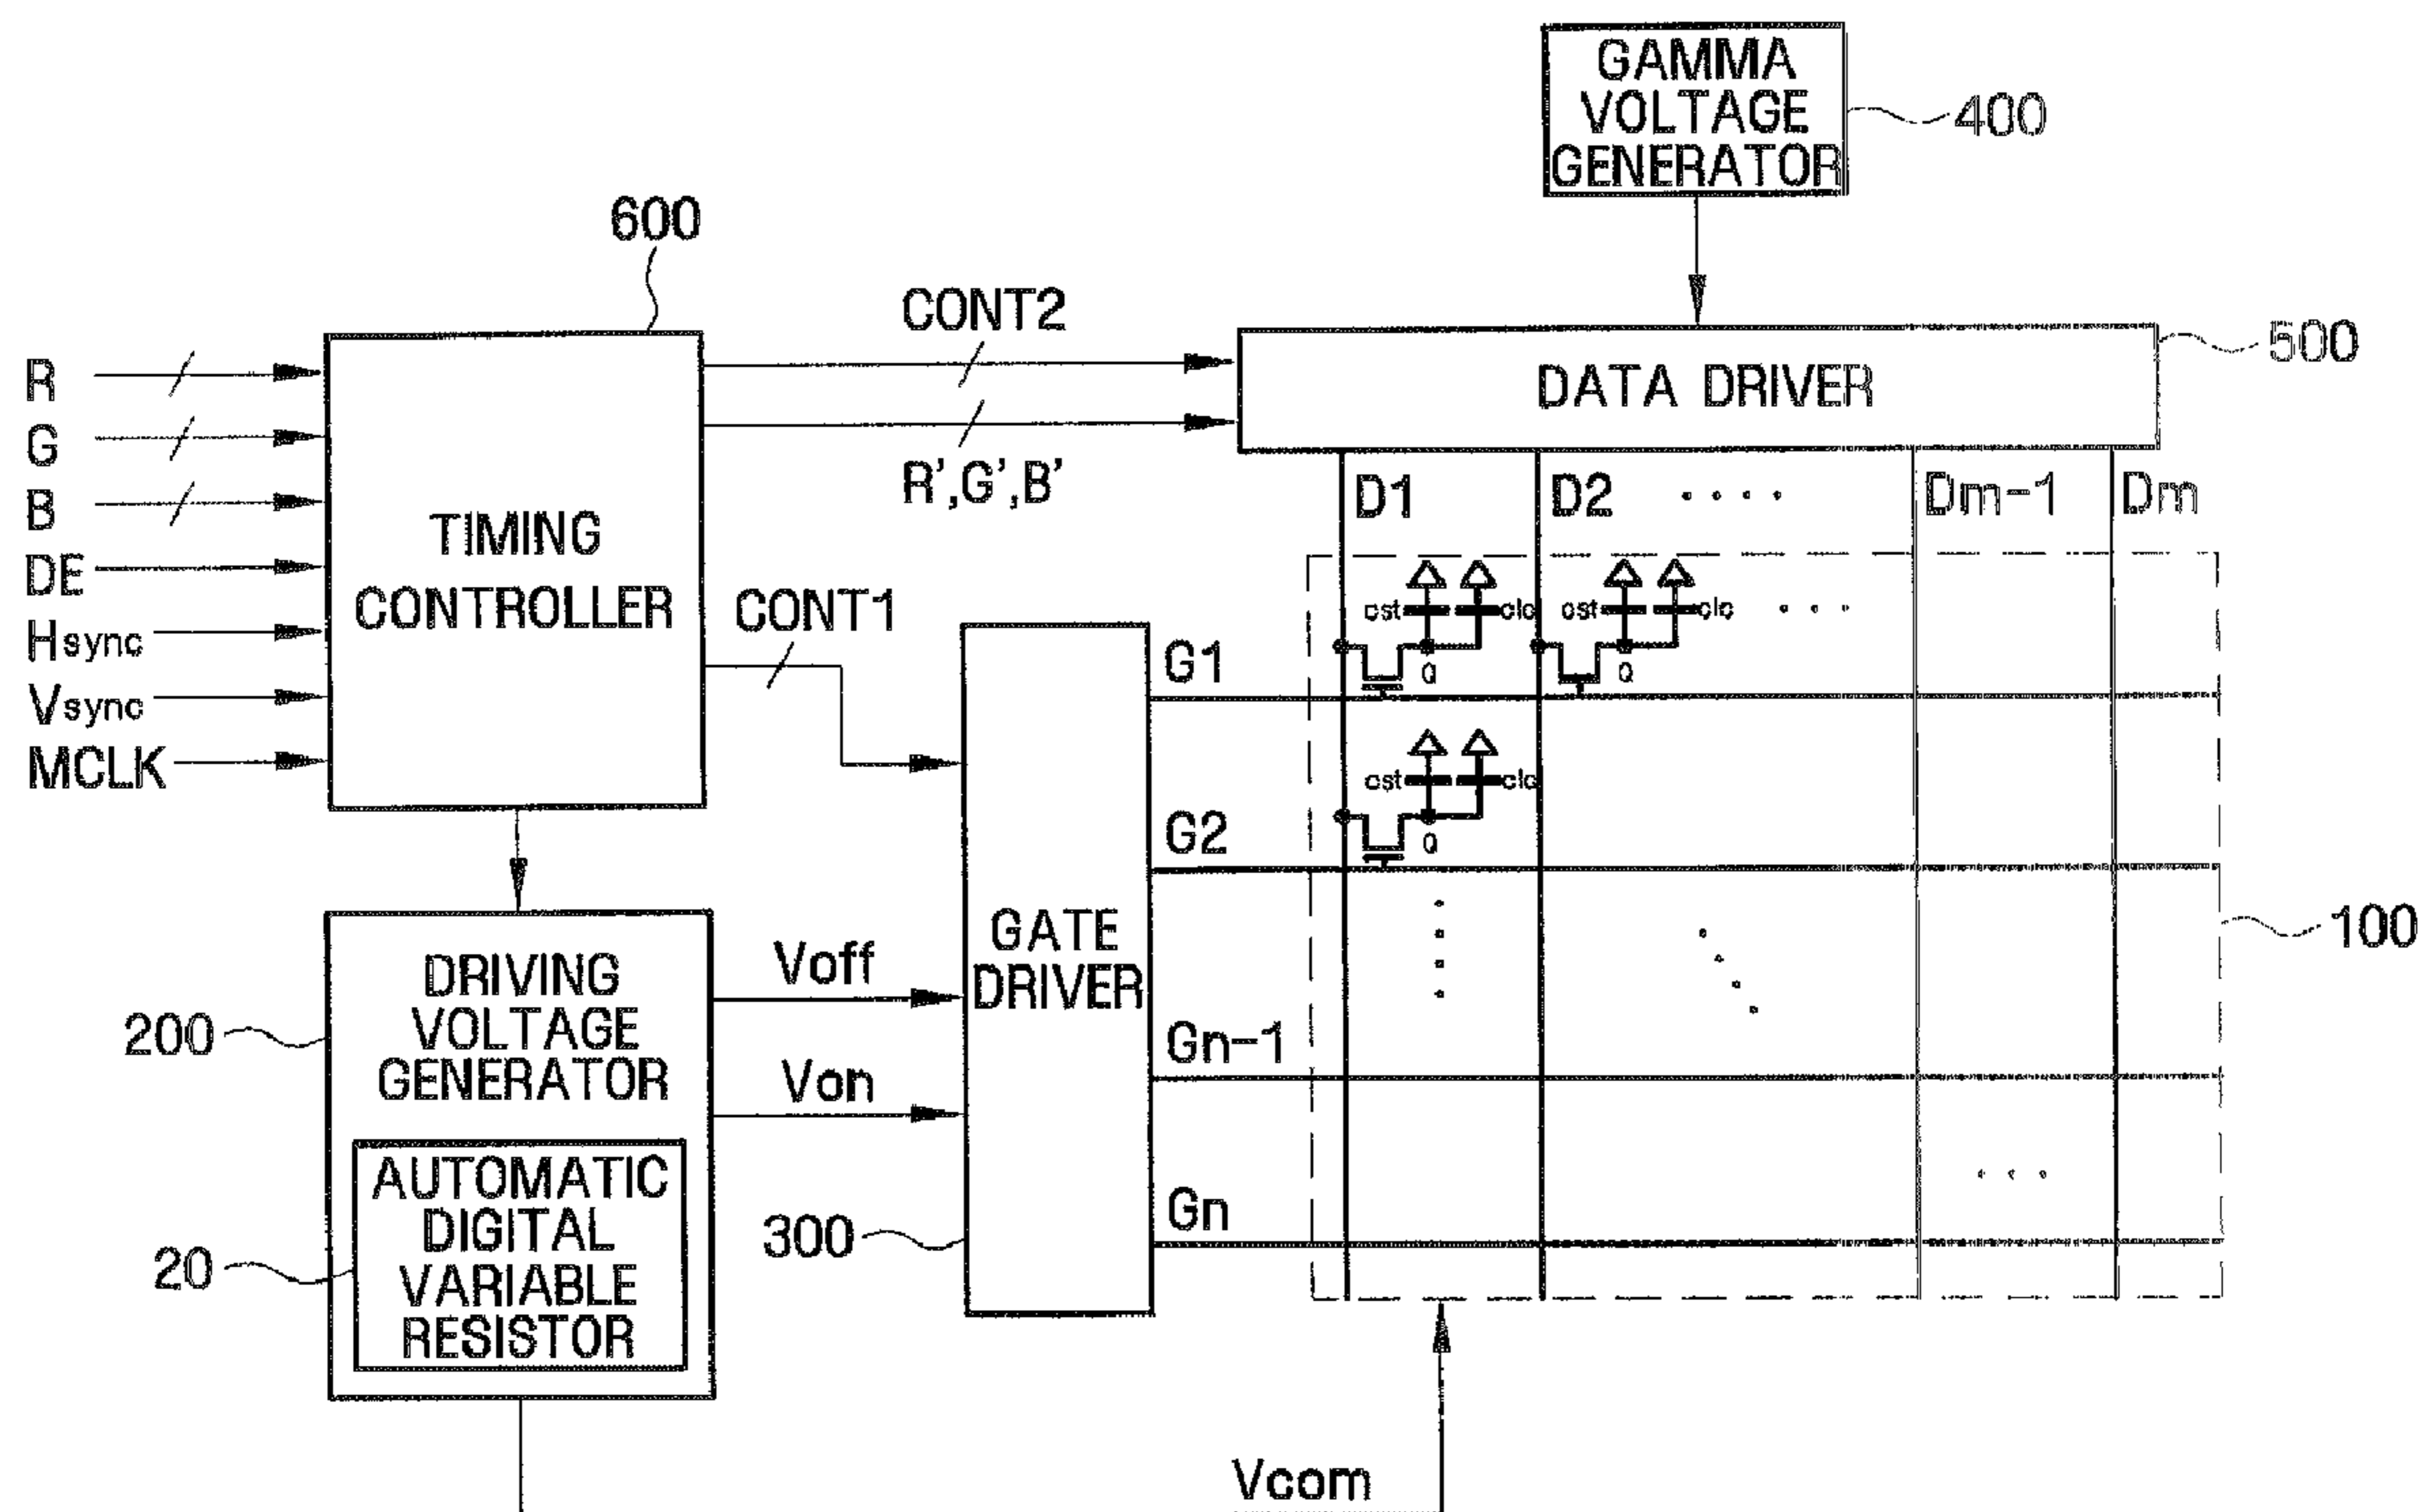 GAMMA
VOLTAGE
GENERATOR
400
600
CONT2
500
DATA DRIVER
R
G
B
DE
Hsync
Vsync
MCLK
TIMING
CONTROLLER
R',G',B'
CONT1
D1
D2
Dm-1
Dm
cst
clc
cst
clc
G1
Q
Q
cst
clc
G2
Q
100
GATE
DRIVER
Voff
DRIVING
VOLTAGE
GENERATOR
200
Von
Gn-1
AUTOMATIC
DIGITAL
VARIABLE
RESISTOR
20
300
Gn
Vcom